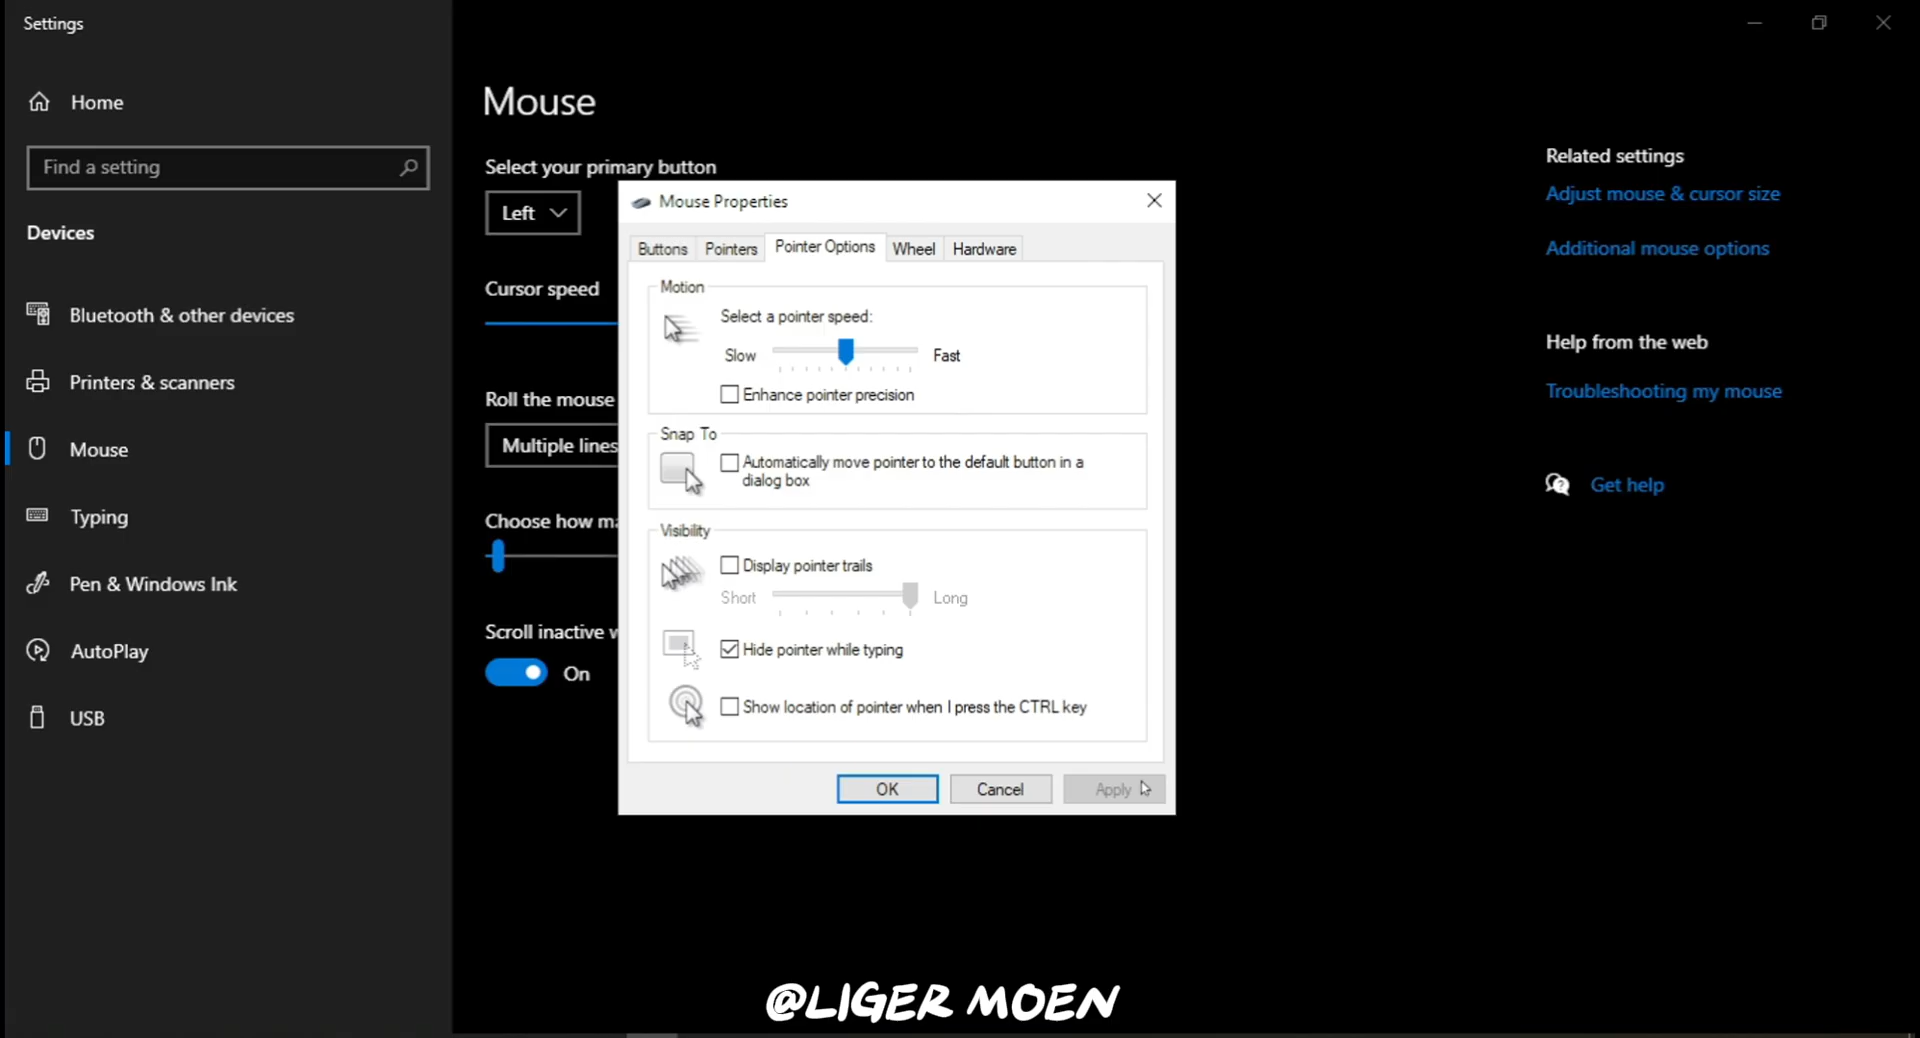 Settings
Home
Find a setting
Devices
Bluetooth & other devices
Printers & scanners
Mouse
Typing
Pen & Windows Ink
AutoPlay
USB
Mouse
Select your primary button
Left
Cursor speed
Roll the mouse
Multiple lines
Choose how ma
Scroll inactive w
On
Mouse Properties
Buttons Pointers Pointer Options Wheel Hardware
Motion
Select a pointer speed:
Slow Fast
Enhance pointer precision
Snap To
Automatically move pointer to the default button in a
dialog box
Visibility
Display pointer trails
Short Long
Hide pointer while typing
Show location of pointer when I press the CTRL key
OK Cancel Apply
Related settings
Adjust mouse & cursor size
Additional mouse options
Help from the web
Troubleshooting my mouse
Get help
@LIGER MOEN